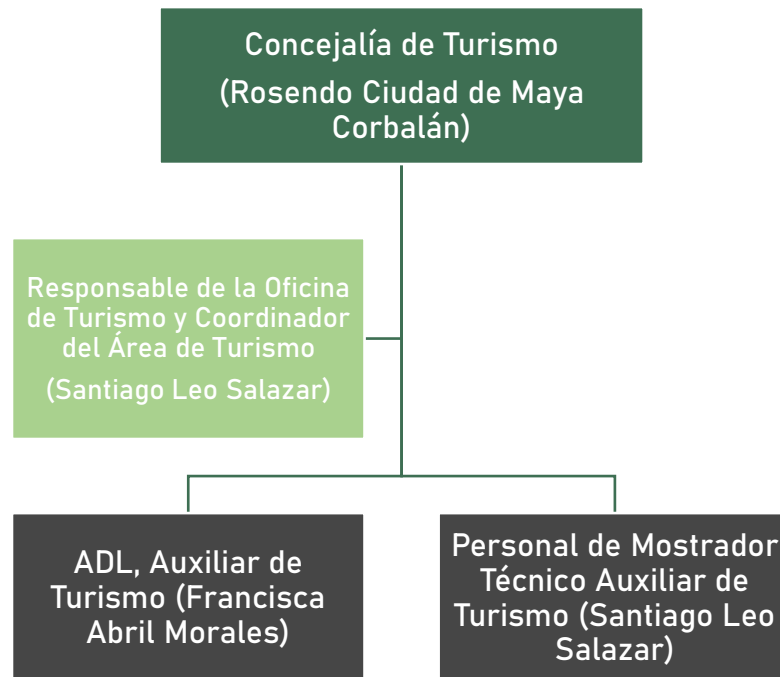 Concejalía de Turismo
(Rosendo Ciudad de Maya
Corbalán)
Responsable de la Oficina
de Turismo y Coordinador
del Área de Turismo
(Santiago Leo Salazar)
ADL, Auxiliar de
Turismo (Francisca
Abril Morales)
Personal de Mostrador
Técnico Auxiliar de
Turismo (Santiago Leo
Salazar)